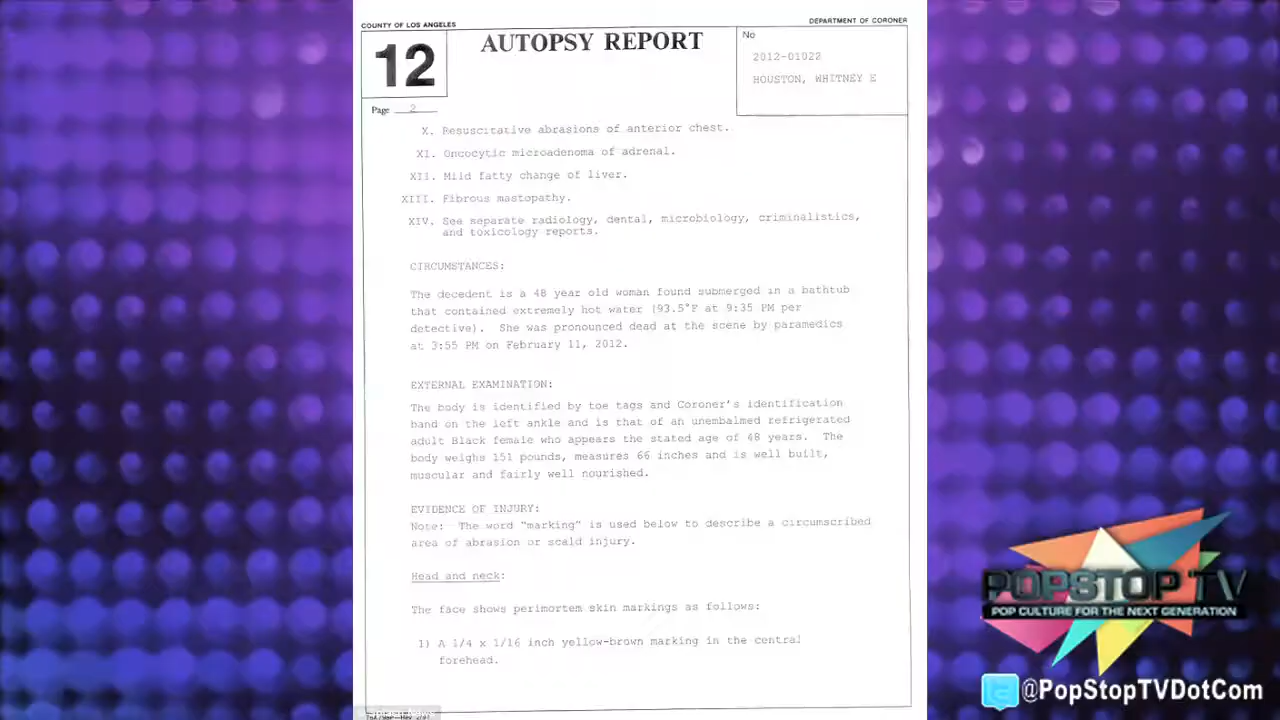 COUNTY OF LOS ANGELES
DEPARTMENT OF CORONER
12
AUTOPSY REPORT
No
2012-01022
HOUSTON, WHITNEY E
Page 2
X. Resuscitative abrasions of anterior chest.
XI. Oncocytic microadenoma of adrenal.
XII. Mild fatty change of liver.
XIII. Fibrous mastopathy.
XIV. See separate radiology, dental, microbiology, criminalistics,
and toxicology reports.
CIRCUMSTANCES:
The decedent is a 48 year old woman found submerged in a bathtub
that contained extremely hot water (93.5°F at 9:35 PM per
detective). She was pronounced dead at the scene by paramedics
at 3:55 PM on February 11, 2012.
EXTERNAL EXAMINATION:
The body is identified by toe tags and Coroner's identification
band on the left ankle and is that of an unembalmed refrigerated
adult Black female who appears the stated age of 48 years. The
body weighs 151 pounds, measures 66 inches and is well built,
muscular and fairly well nourished.
EVIDENCE OF INJURY:
Note: The word "marking" is used below to describe a circumscribed
area of abrasion or scald injury.
Head and neck:
The face shows perimortem skin markings as follows:
1) A 1/4 x 1/16 inch yellow-brown marking in the central
forehead.
POPSTOP TV
POP CULTURE FOR THE NEXT GENERATION
@PopStopTVDotCom